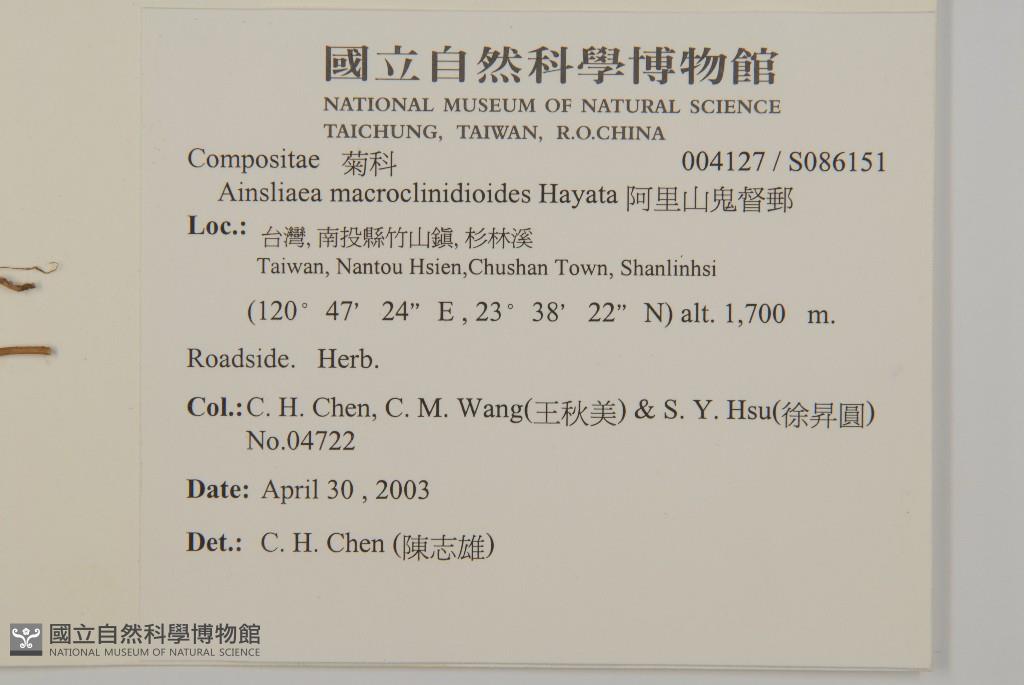 國立自然科學博物館
NATIONAL MUSEUM OF NATURAL SCIENCE
TAICHUNG, TAIWAN, R.O.CHINA
Compositae 菊科 004127 / S086151
Ainsliaea macroclinidioides Hayata 阿里山鬼督郵
Loc.: 台灣, 南投縣竹山鎮, 杉林溪
Taiwan, Nantou Hsien,Chushan Town, Shanlinhsi
(120° 47’ 24” E , 23° 38’ 22” N) alt. 1,700 m.
Roadside. Herb.
Col.: C. H. Chen, C. M. Wang(王秋美) & S. Y. Hsu(徐昇圓)
No.04722
Date: April 30 , 2003
Det.: C. H. Chen (陳志雄)
國立自然科學博物館
NATIONAL MUSEUM OF NATURAL SCIENCE